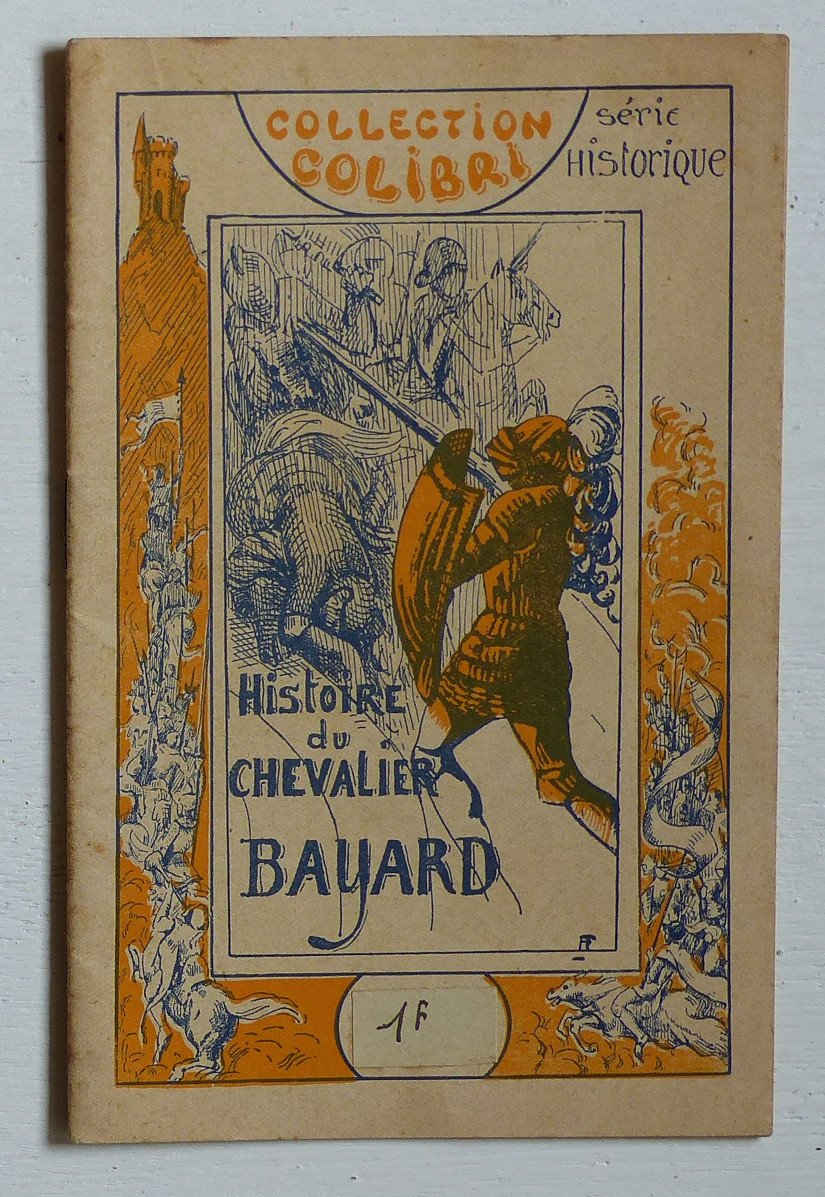 COLLECTION
COLIBRI
Série
Historique
Histoire
du
CHEVALIER
BAYARD
1F